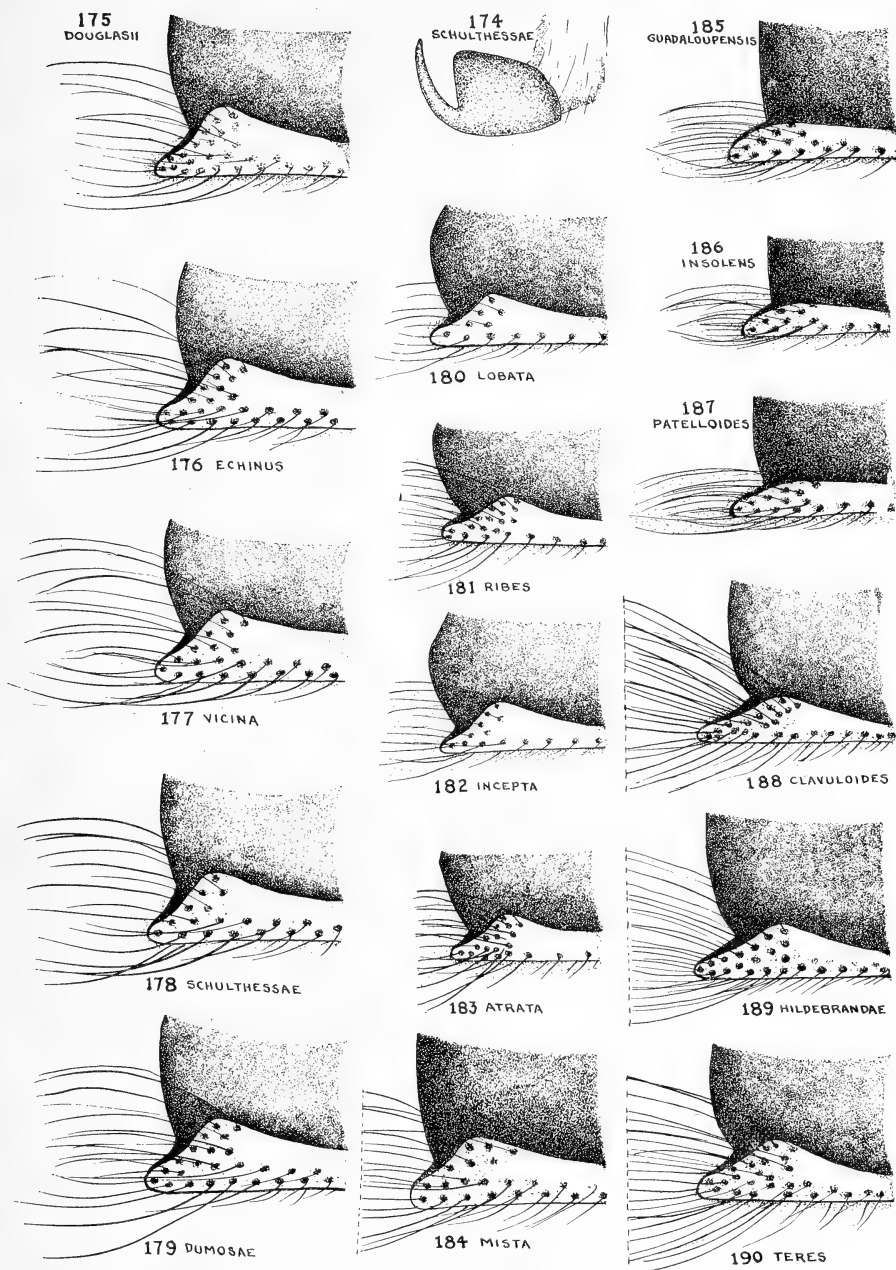 175
DOUGLASII
176 ECHINUS
177 VICINA
178 SCHULTHESSAE
179 DUMOSAE
174
SCHULTHESSAE
180 LOBATA
181 RIBES
182 INCEPTA
183 ATRATA
184 MISTA
185
GUADALOUPENSIS
186
INSOLENS
187
PATELLOIDES
188 CLAVULOIDES
189 HILDEBRANDAE
190 TERES